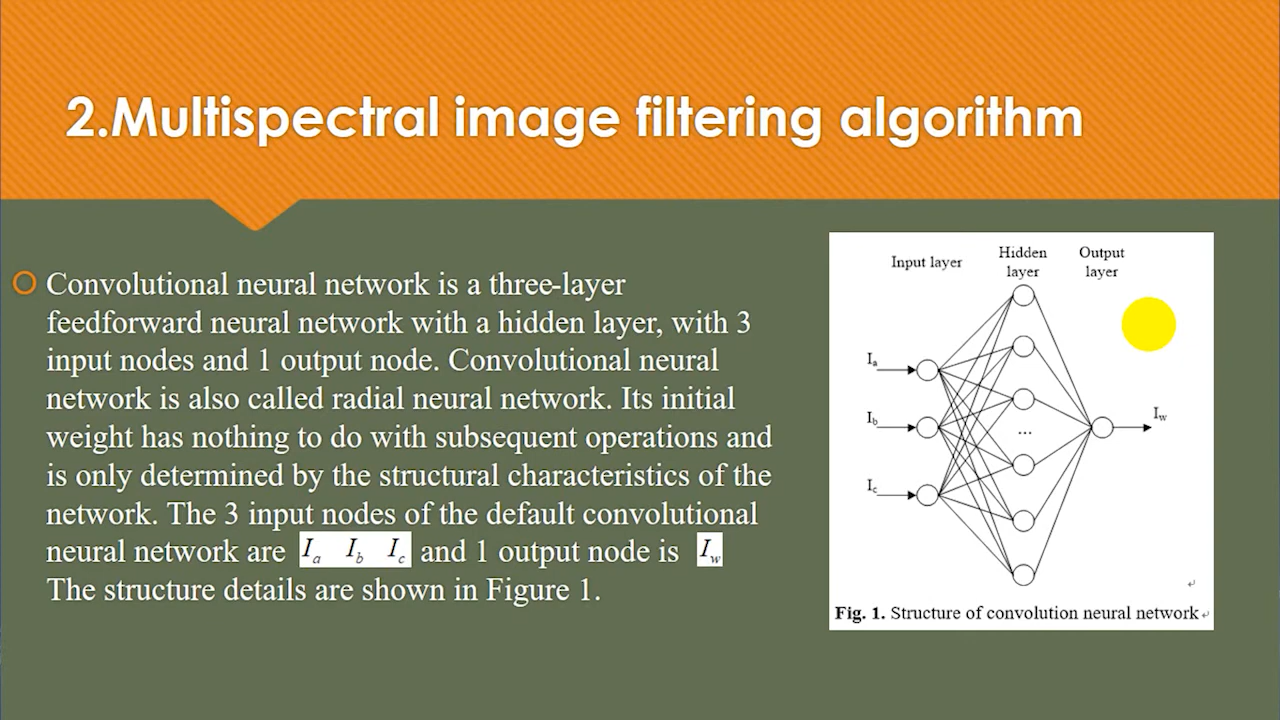 2.Multispectral image filtering algorithm
Convolutional neural network is a three-layer
feedforward neural network with a hidden layer, with 3
input nodes and 1 output node. Convolutional neural
network is also called radial neural network. Its initial
weight has nothing to do with subsequent operations and
is only determined by the structural characteristics of the
network. The 3 input nodes of the default convolutional
neural network are Ia Ib Ic and 1 output node is Iw
The structure details are shown in Figure 1.
Input layer
Hidden
layer
Output
layer
Ia
Ib
Ic
...
Iw
Fig. 1. Structure of convolution neural network